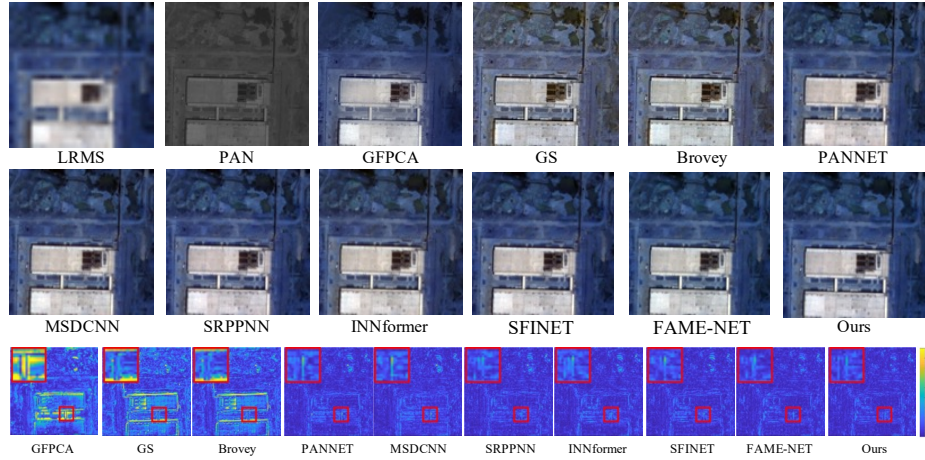 LRMS PAN GFPCA GS Brovey PANNET
MSDCNN SRPPNN INNformer SFINET FAME-NET Ours
GFPCA GS Brovey PANNET MSDCNN SRPPNN INNformer SFINET FAME-NET Ours